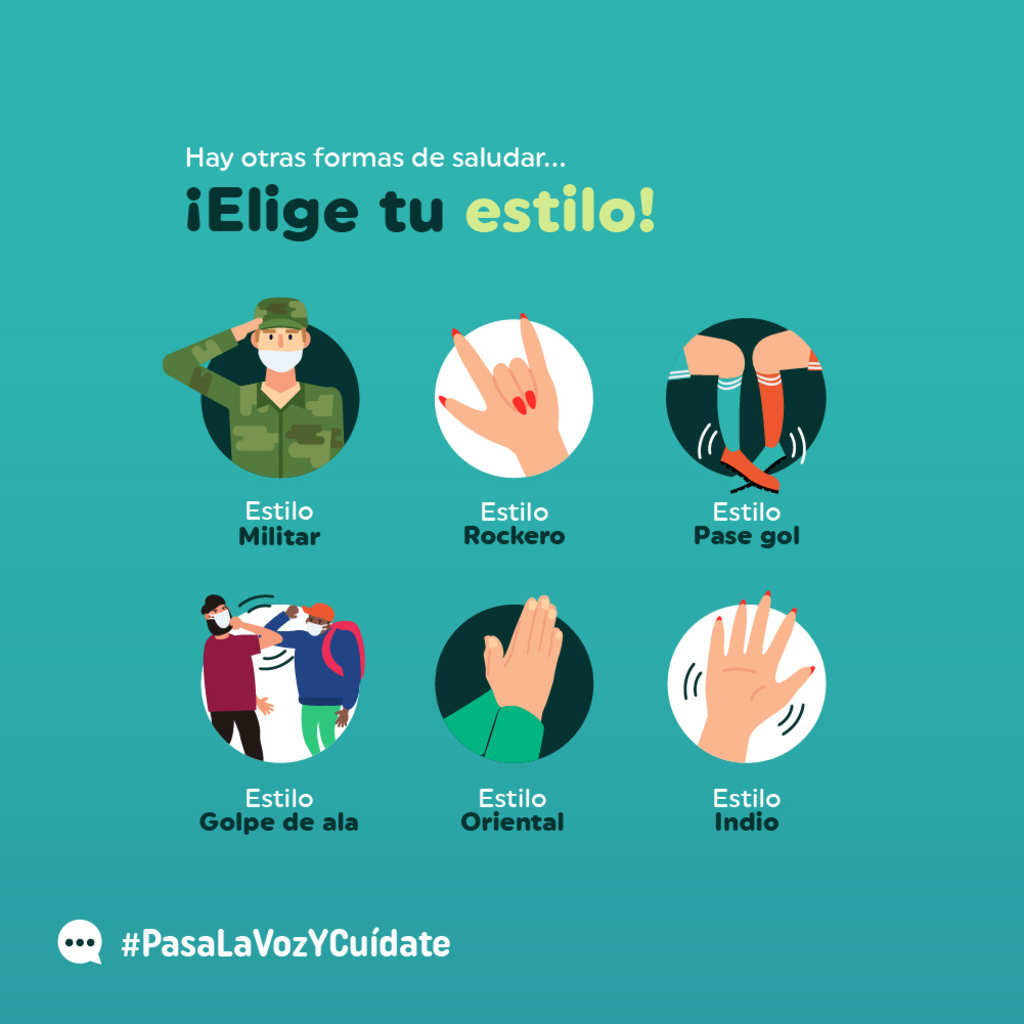 Hay otras formas de saludar...
¡Elige tu estilo!
Estilo
Militar
Estilo
Rockero
Estilo
Pase gol
Estilo
Golpe de ala
Estilo
Oriental
Estilo
Indio
#PasaLaVozYCuídate